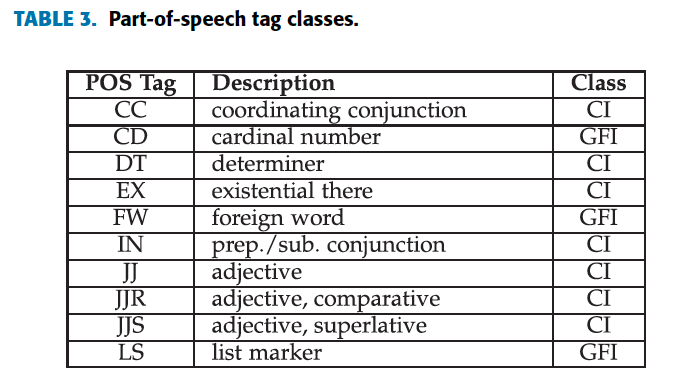 TABLE 3. Part-of-speech tag classes.
POS Tag Description Class
CC coordinating conjunction CI
CD cardinal number GFI
DT determiner CI
EX existential there CI
FW foreign word GFI
IN prep./sub. conjunction CI
JJ adjective CI
JJR adjective, comparative CI
JJS adjective, superlative CI
LS list marker GFI